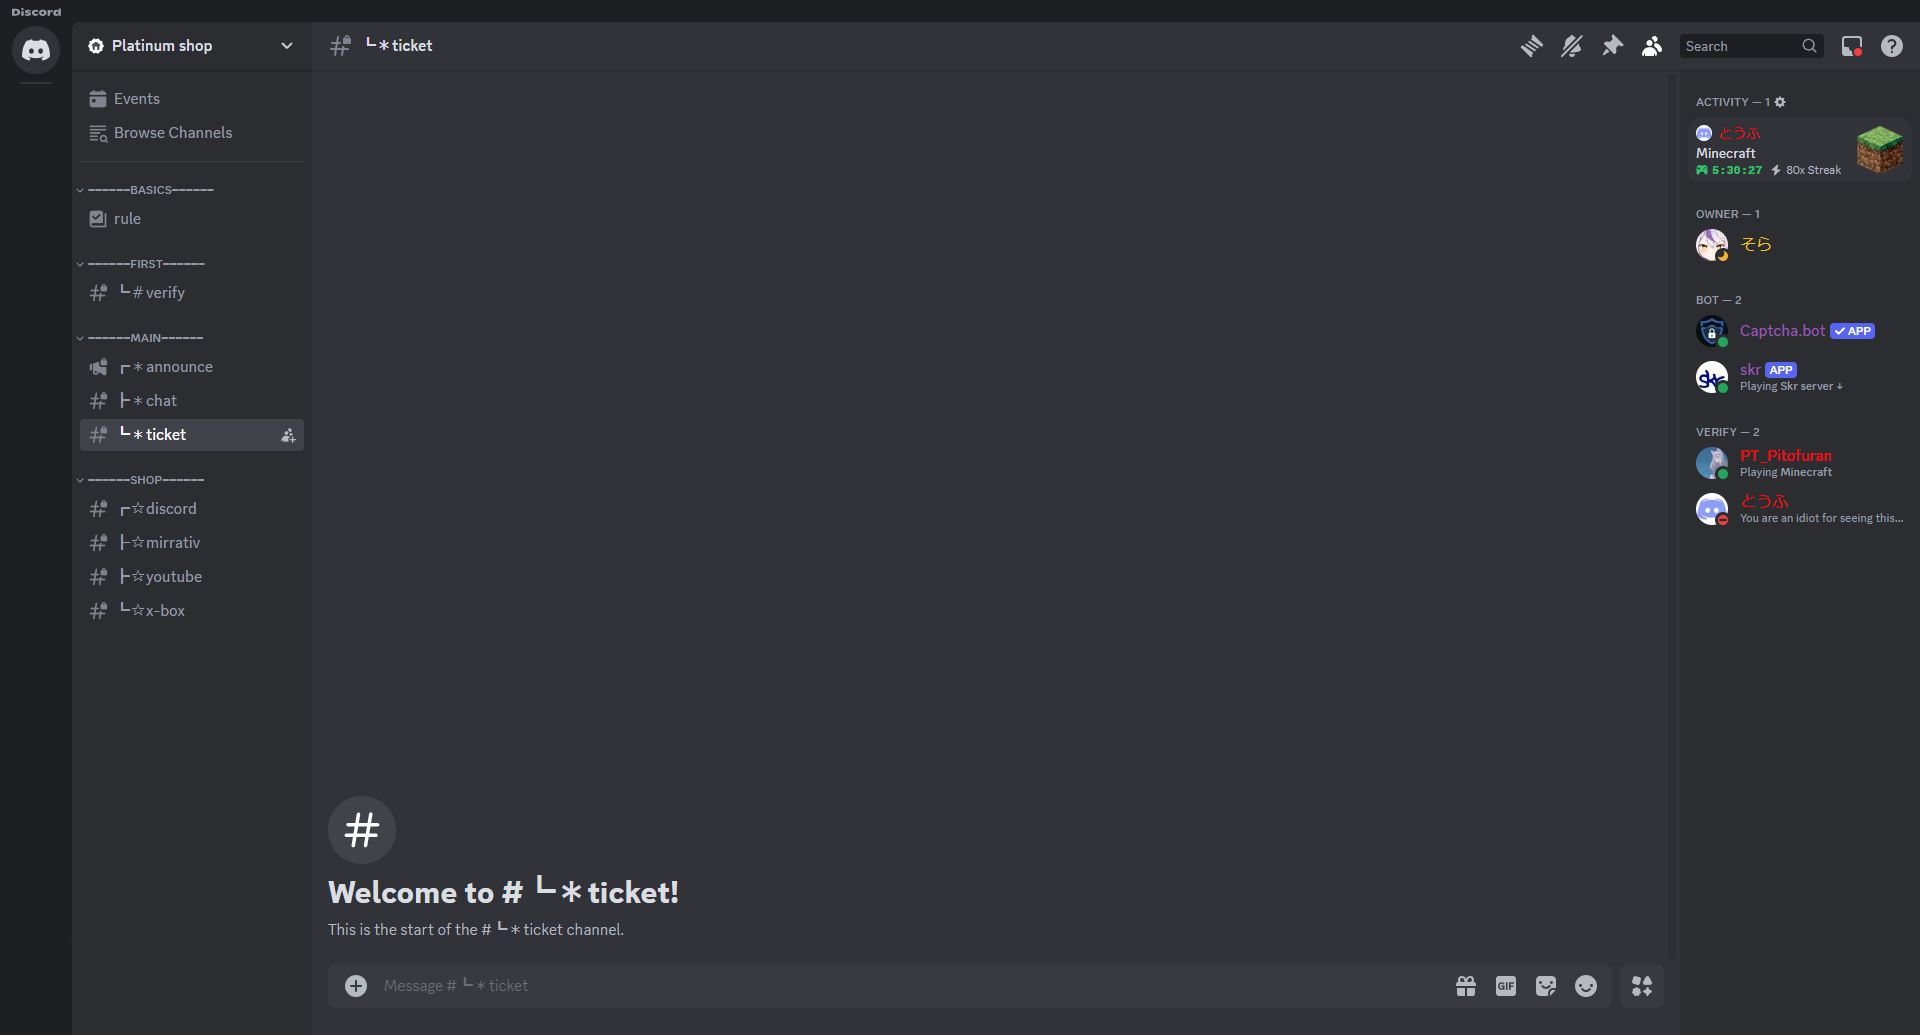 Discord
Platinum shop
Events
Browse Channels
------BASICS------
rule
------FIRST------
┗#verify
------MAIN------
┏＊announce
┣＊chat
┗＊ticket
------SHOP------
┏☆discord
┣☆mirrativ
┣☆youtube
┗☆x-box
┗＊ticket
Search
Welcome to # ┗＊ticket!
This is the start of the # ┗＊ticket channel.
Message # ┗＊ticket
GIF
ACTIVITY — 1
とうふ
Minecraft
5:30:27 80x Streak
OWNER — 1
そら
BOT — 2
Captcha.bot ✓ APP
skr APP
Playing Skr server ↓
VERIFY — 2
PT_Pitofuran
Playing Minecraft
とうふ
You are an idiot for seeing this...